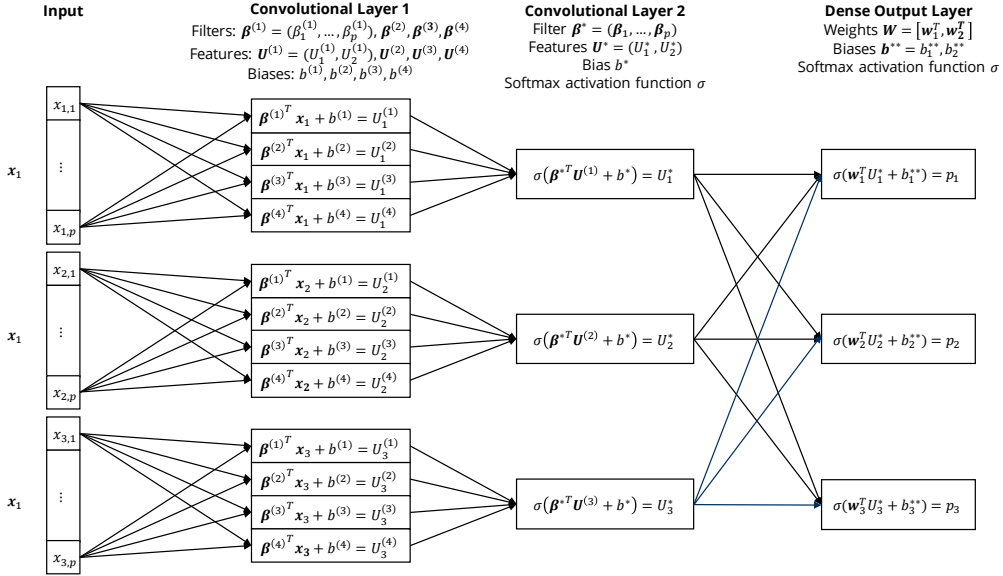 Input
Convolutional Layer 1
Filters: β^(1) = (β_1^(1), ..., β_p^(1)), β^(2), β^(3), β^(4)
Features: U^(1) = (U_1^(1), U_2^(1)), U^(2), U^(3), U^(4)
Biases: b^(1), b^(2), b^(3), b^(4)
Convolutional Layer 2
Filter β* = (β_1, ..., β_p)
Features U* = (U_1^*, U_2^*)
Bias b*
Softmax activation function σ
Dense Output Layer
Weights W = [w_1^T, w_2^T]
Biases b** = b_1^**, b_2^**
Softmax activation function σ
x_1
x_{1,1}
⋮
x_{1,p}
β^(1)^T x_1 + b^(1) = U_1^(1)
β^(2)^T x_1 + b^(2) = U_1^(2)
β^(3)^T x_1 + b^(3) = U_1^(3)
β^(4)^T x_1 + b^(4) = U_1^(4)
σ(β*^T U^(1) + b*) = U_1^*
σ(w_1^T U_1^* + b_1^**) = p_1
x_1
x_{2,1}
⋮
x_{2,p}
β^(1)^T x_2 + b^(1) = U_2^(1)
β^(2)^T x_2 + b^(2) = U_2^(2)
β^(3)^T x_2 + b^(3) = U_2^(3)
β^(4)^T x_2 + b^(4) = U_2^(4)
σ(β*^T U^(2) + b*) = U_2^*
σ(w_2^T U_2^* + b_2^**) = p_2
x_1
x_{3,1}
⋮
x_{3,p}
β^(1)^T x_3 + b^(1) = U_3^(1)
β^(2)^T x_3 + b^(2) = U_3^(2)
β^(3)^T x_3 + b^(3) = U_3^(3)
β^(4)^T x_3 + b^(4) = U_3^(4)
σ(β*^T U^(3) + b*) = U_3^*
σ(w_3^T U_3^* + b_3^**) = p_3